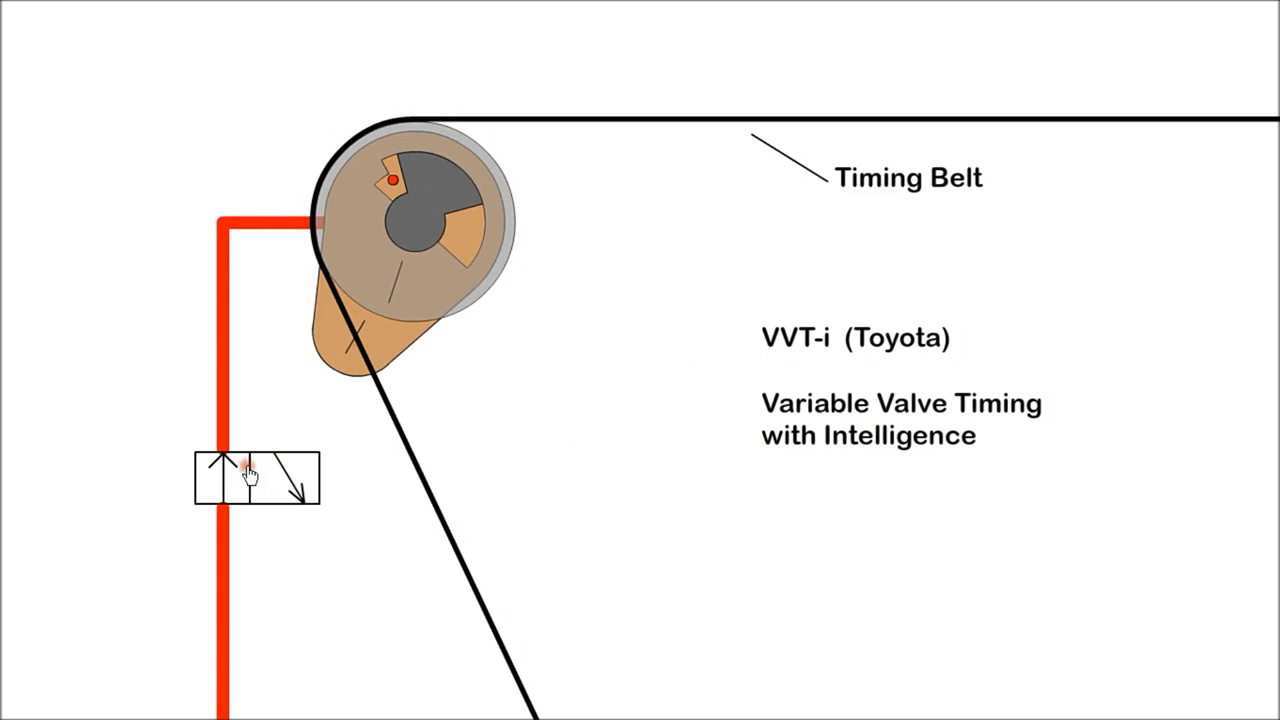 Timing Belt
VVT-i (Toyota)
Variable Valve Timing
with Intelligence